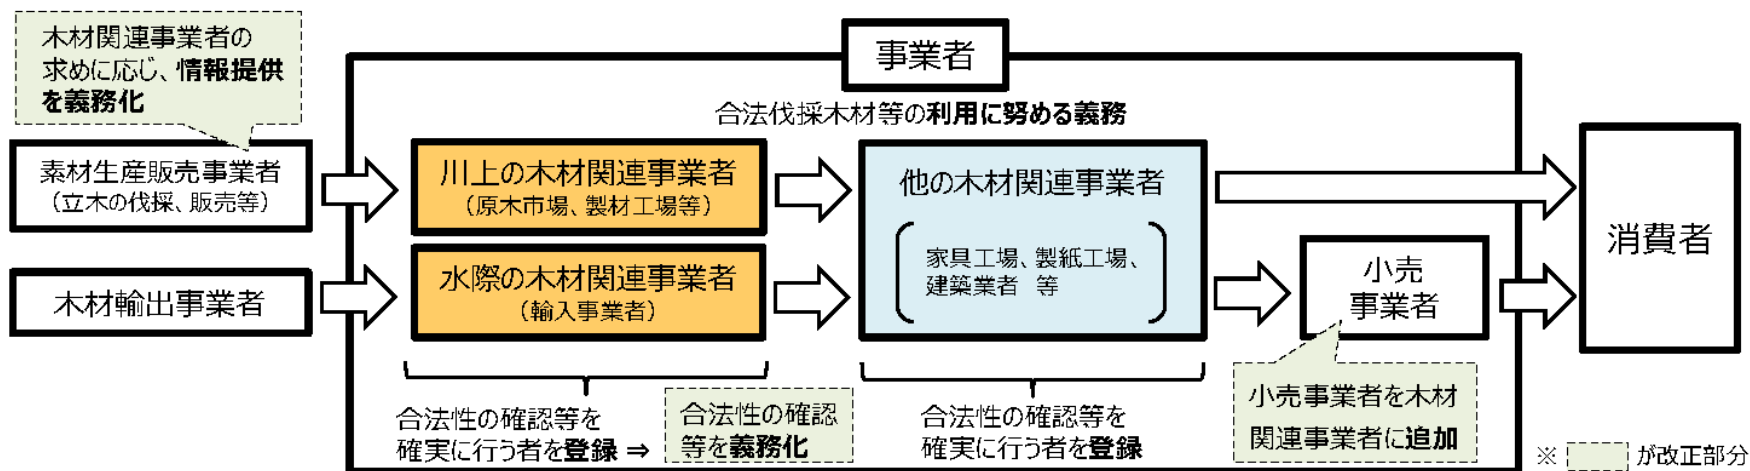 木材関連事業者の
求めに応じ、情報提供
を義務化
事業者
合法伐採木材等の利用に努める義務
素材生産販売事業者
（立木の伐採、販売等）
川上の木材関連事業者
（原木市場、製材工場等）
他の木材関連事業者
家具工場、製紙工場、
建築業者 等
木材輸出事業者
水際の木材関連事業者
（輸入事業者）
小売
事業者
消費者
合法性の確認等を
確実に行う者を登録 ⇒
合法性の確認
等を義務化
合法性の確認等を
確実に行う者を登録
小売事業者を木材
関連事業者に追加
※ が改正部分